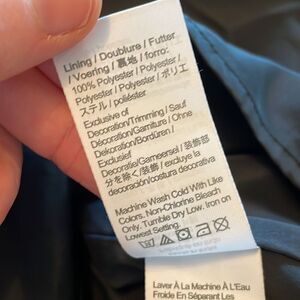 Lining / Doublure / Futter
/ Voering / 裏地 / forro:
100% Polyester / Polyester /
Polyester / Polyester / ポリエ
ステル / poliéster
Exclusive of
Decoration/Trimming / Sauf
Décoration/Garniture / Ohne
Dekoration/Bordüren /
Exclusief
Decoratie/Garneersel / 装飾部
分を除く/装飾 / excluye la
decoración/costura decorativa
Machine Wash Cold With Like
Colors. Non-Chlorine Bleach
Only. Tumble Dry Low, Iron on
Lowest Setting.
Laver À La Machine À L'Eau
Froide En Séparant Les